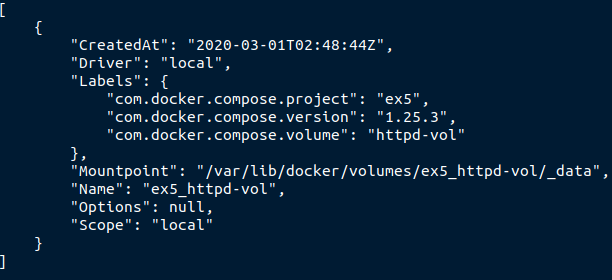 [
    {
        "CreatedAt": "2020-03-01T02:48:44Z",
        "Driver": "local",
        "Labels": {
            "com.docker.compose.project": "ex5",
            "com.docker.compose.version": "1.25.3",
            "com.docker.compose.volume": "httpd-vol"
        },
        "Mountpoint": "/var/lib/docker/volumes/ex5_httpd-vol/_data",
        "Name": "ex5_httpd-vol",
        "Options": null,
        "Scope": "local"
    }
]